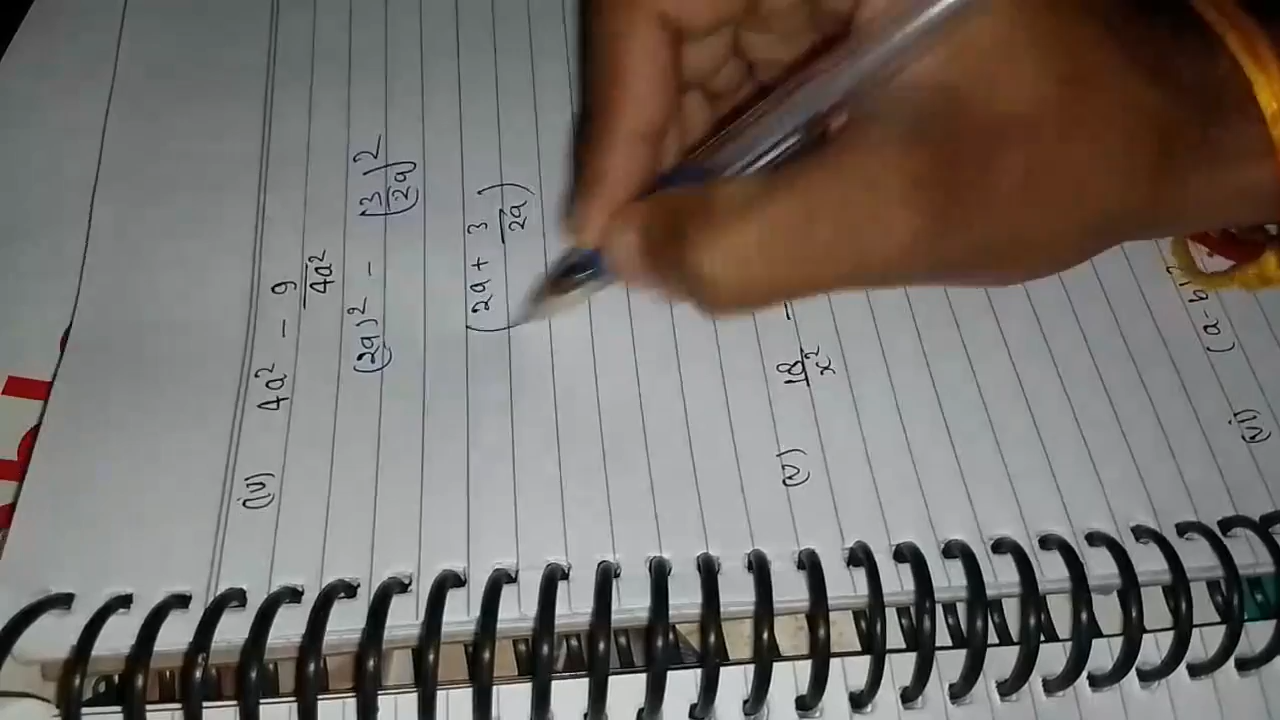 (iv) 4a² - 9/4a²
(2a)² - (3/2a)²
(2a + 3/2a)
(v) 18/x² -
(vi) (a-b)²